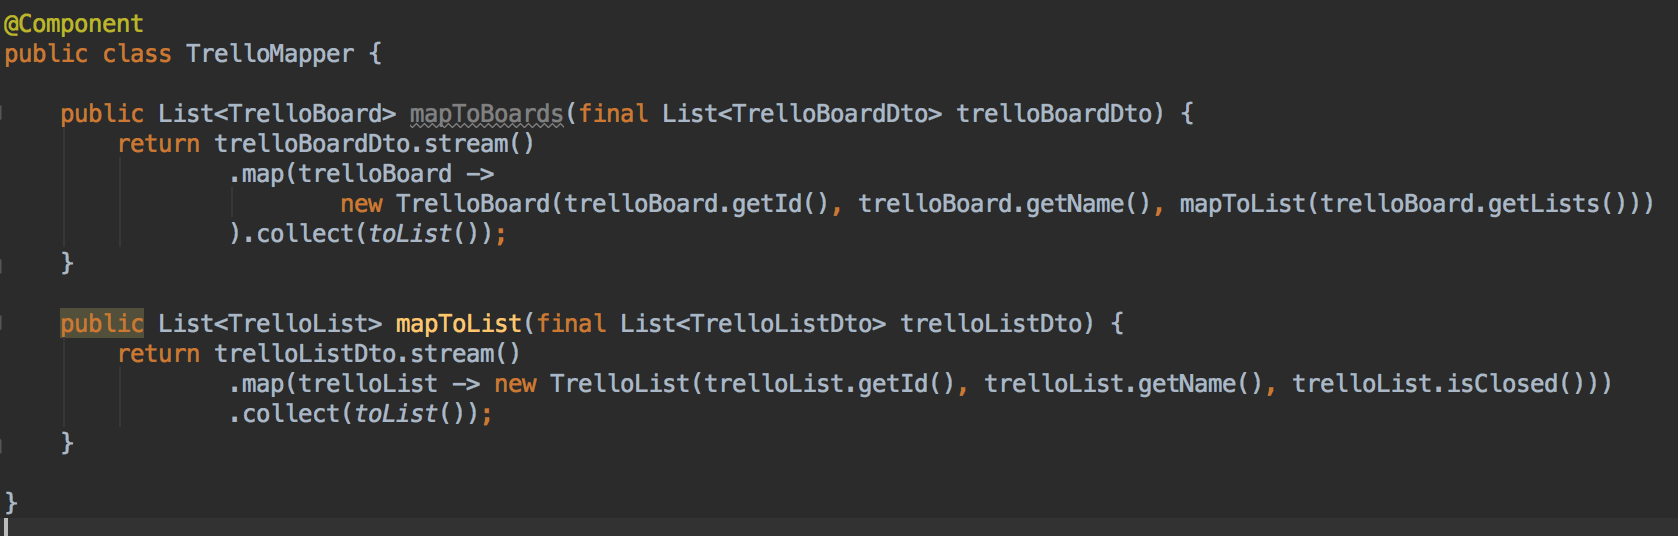 @Component
public class TrelloMapper {
public List<TrelloBoard> mapToBoards(final List<TrelloBoardDto> trelloBoardDto) {
return trelloBoardDto.stream()
.map(trelloBoard ->
new TrelloBoard(trelloBoard.getId(), trelloBoard.getName(), mapToList(trelloBoard.getLists()))
).collect(toList());
}
public List<TrelloList> mapToList(final List<TrelloListDto> trelloListDto) {
return trelloListDto.stream()
.map(trelloList -> new TrelloList(trelloList.getId(), trelloList.getName(), trelloList.isClosed()))
.collect(toList());
}
}